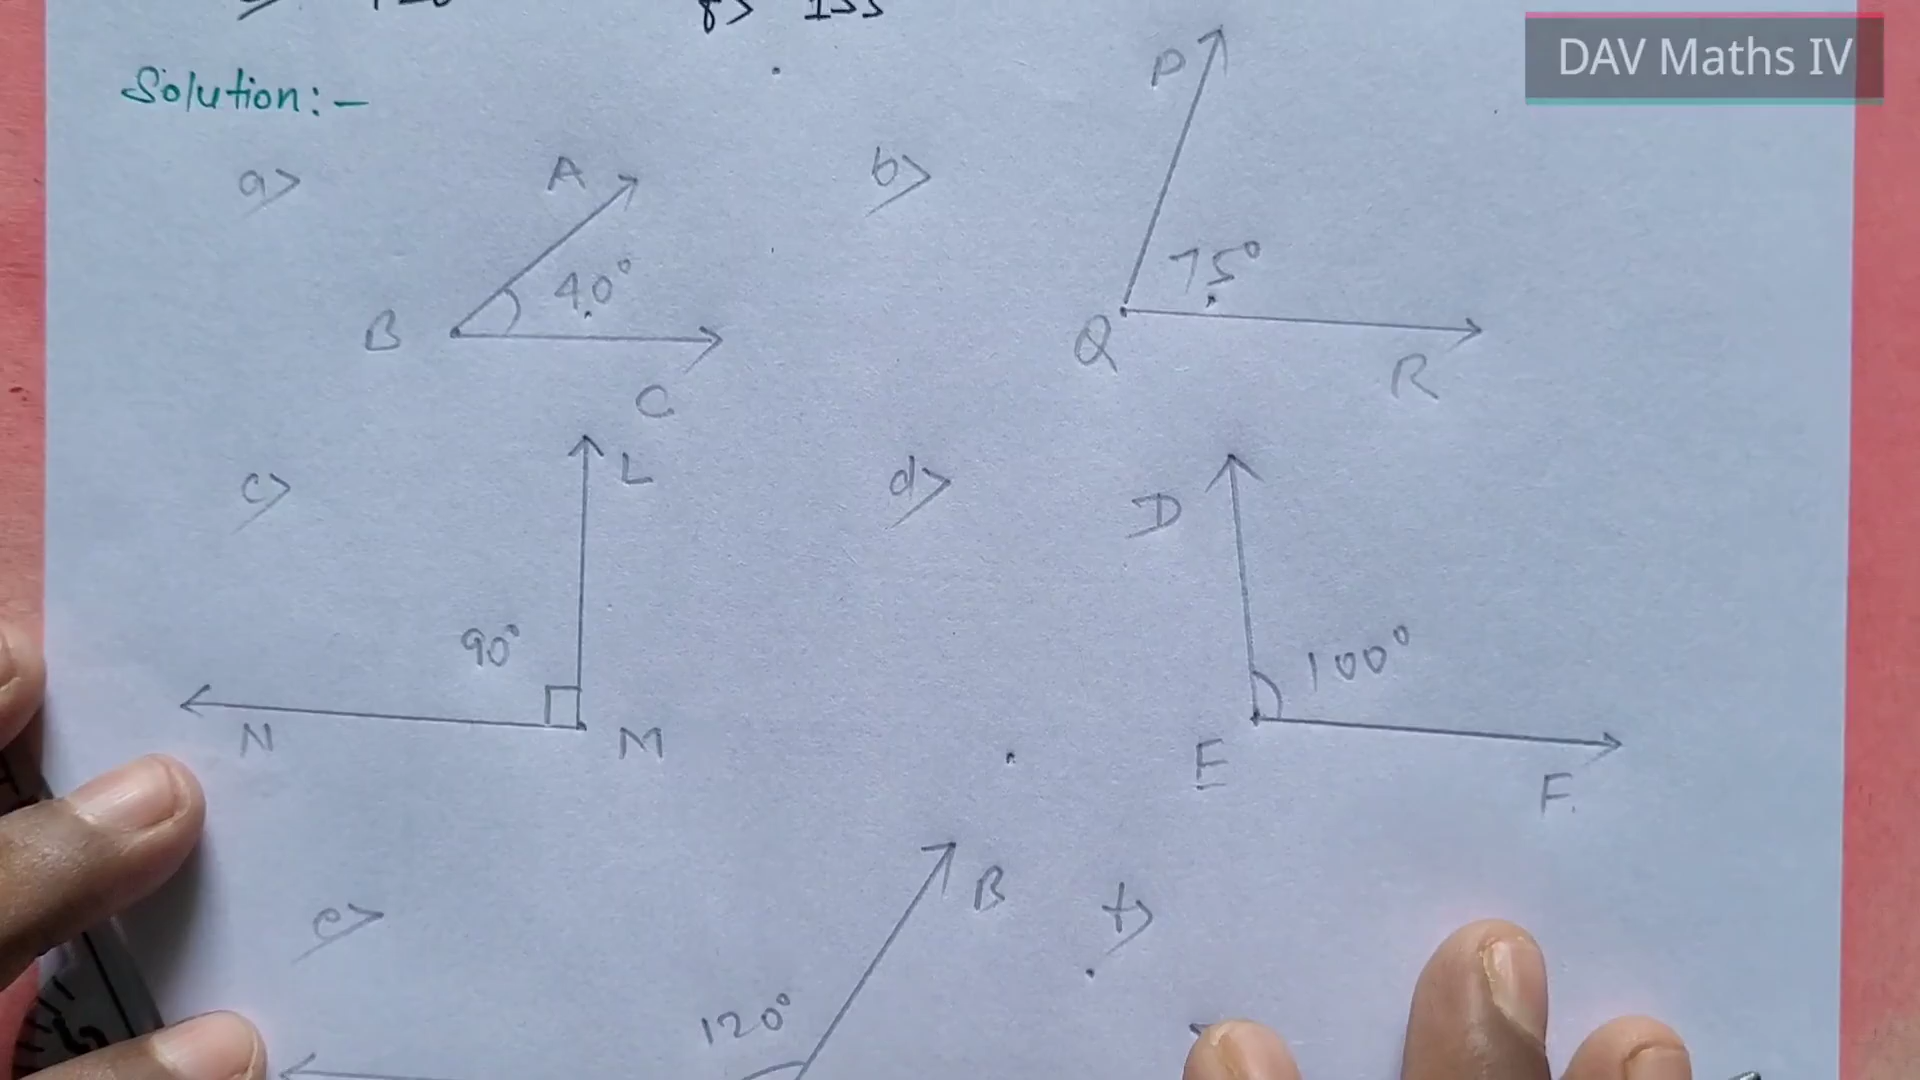 DAV Maths IV
Solution:-
a>
A
40°
B
C
b>
P
75°
Q
R
c>
L
90°
N
M
d>
D
100°
E
F
e>
B
120°
f>